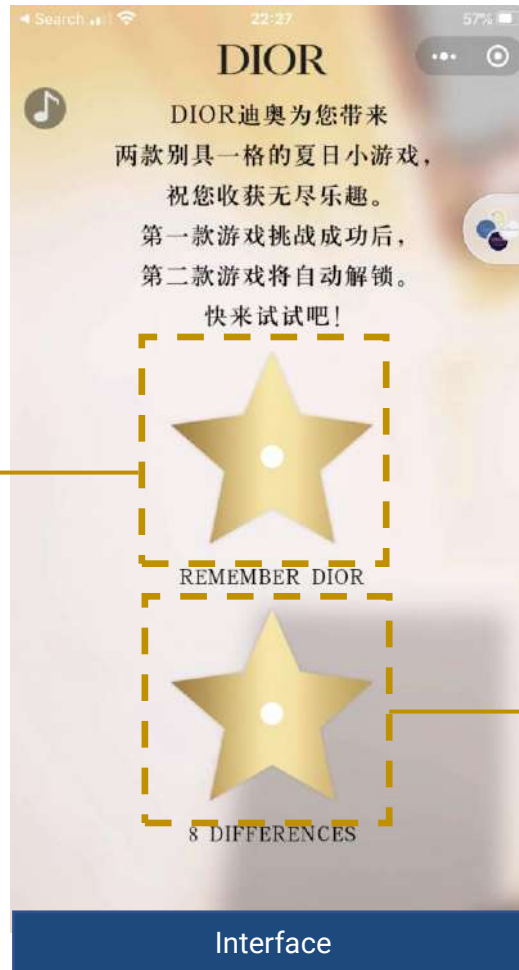 Search
22:27
57%
DIOR
DIOR迪奥为您带来
两款别具一格的夏日小游戏，
祝您收获无尽乐趣。
第一款游戏挑战成功后，
第二款游戏将自动解锁。
快来试试吧！
REMEMBER DIOR
8 DIFFERENCES
Interface